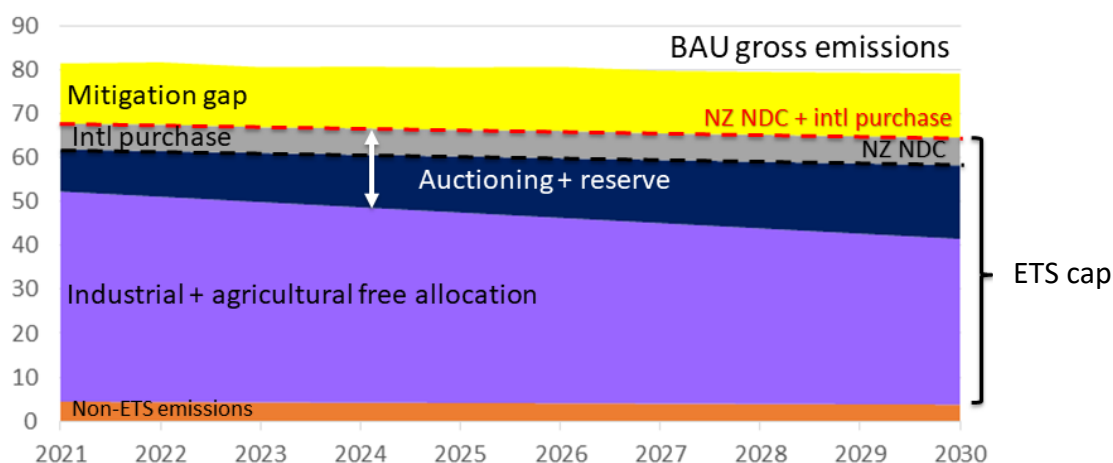 90
BAU gross emissions
80
Mitigation gap
70
NZ NDC + intl purchase
Intl purchase
NZ NDC
60
Auctioning + reserve
50
40
ETS cap
Industrial + agricultural free allocation
30
20
10
Non-ETS emissions
0
2021 2022 2023 2024 2025 2026 2027 2028 2029 2030